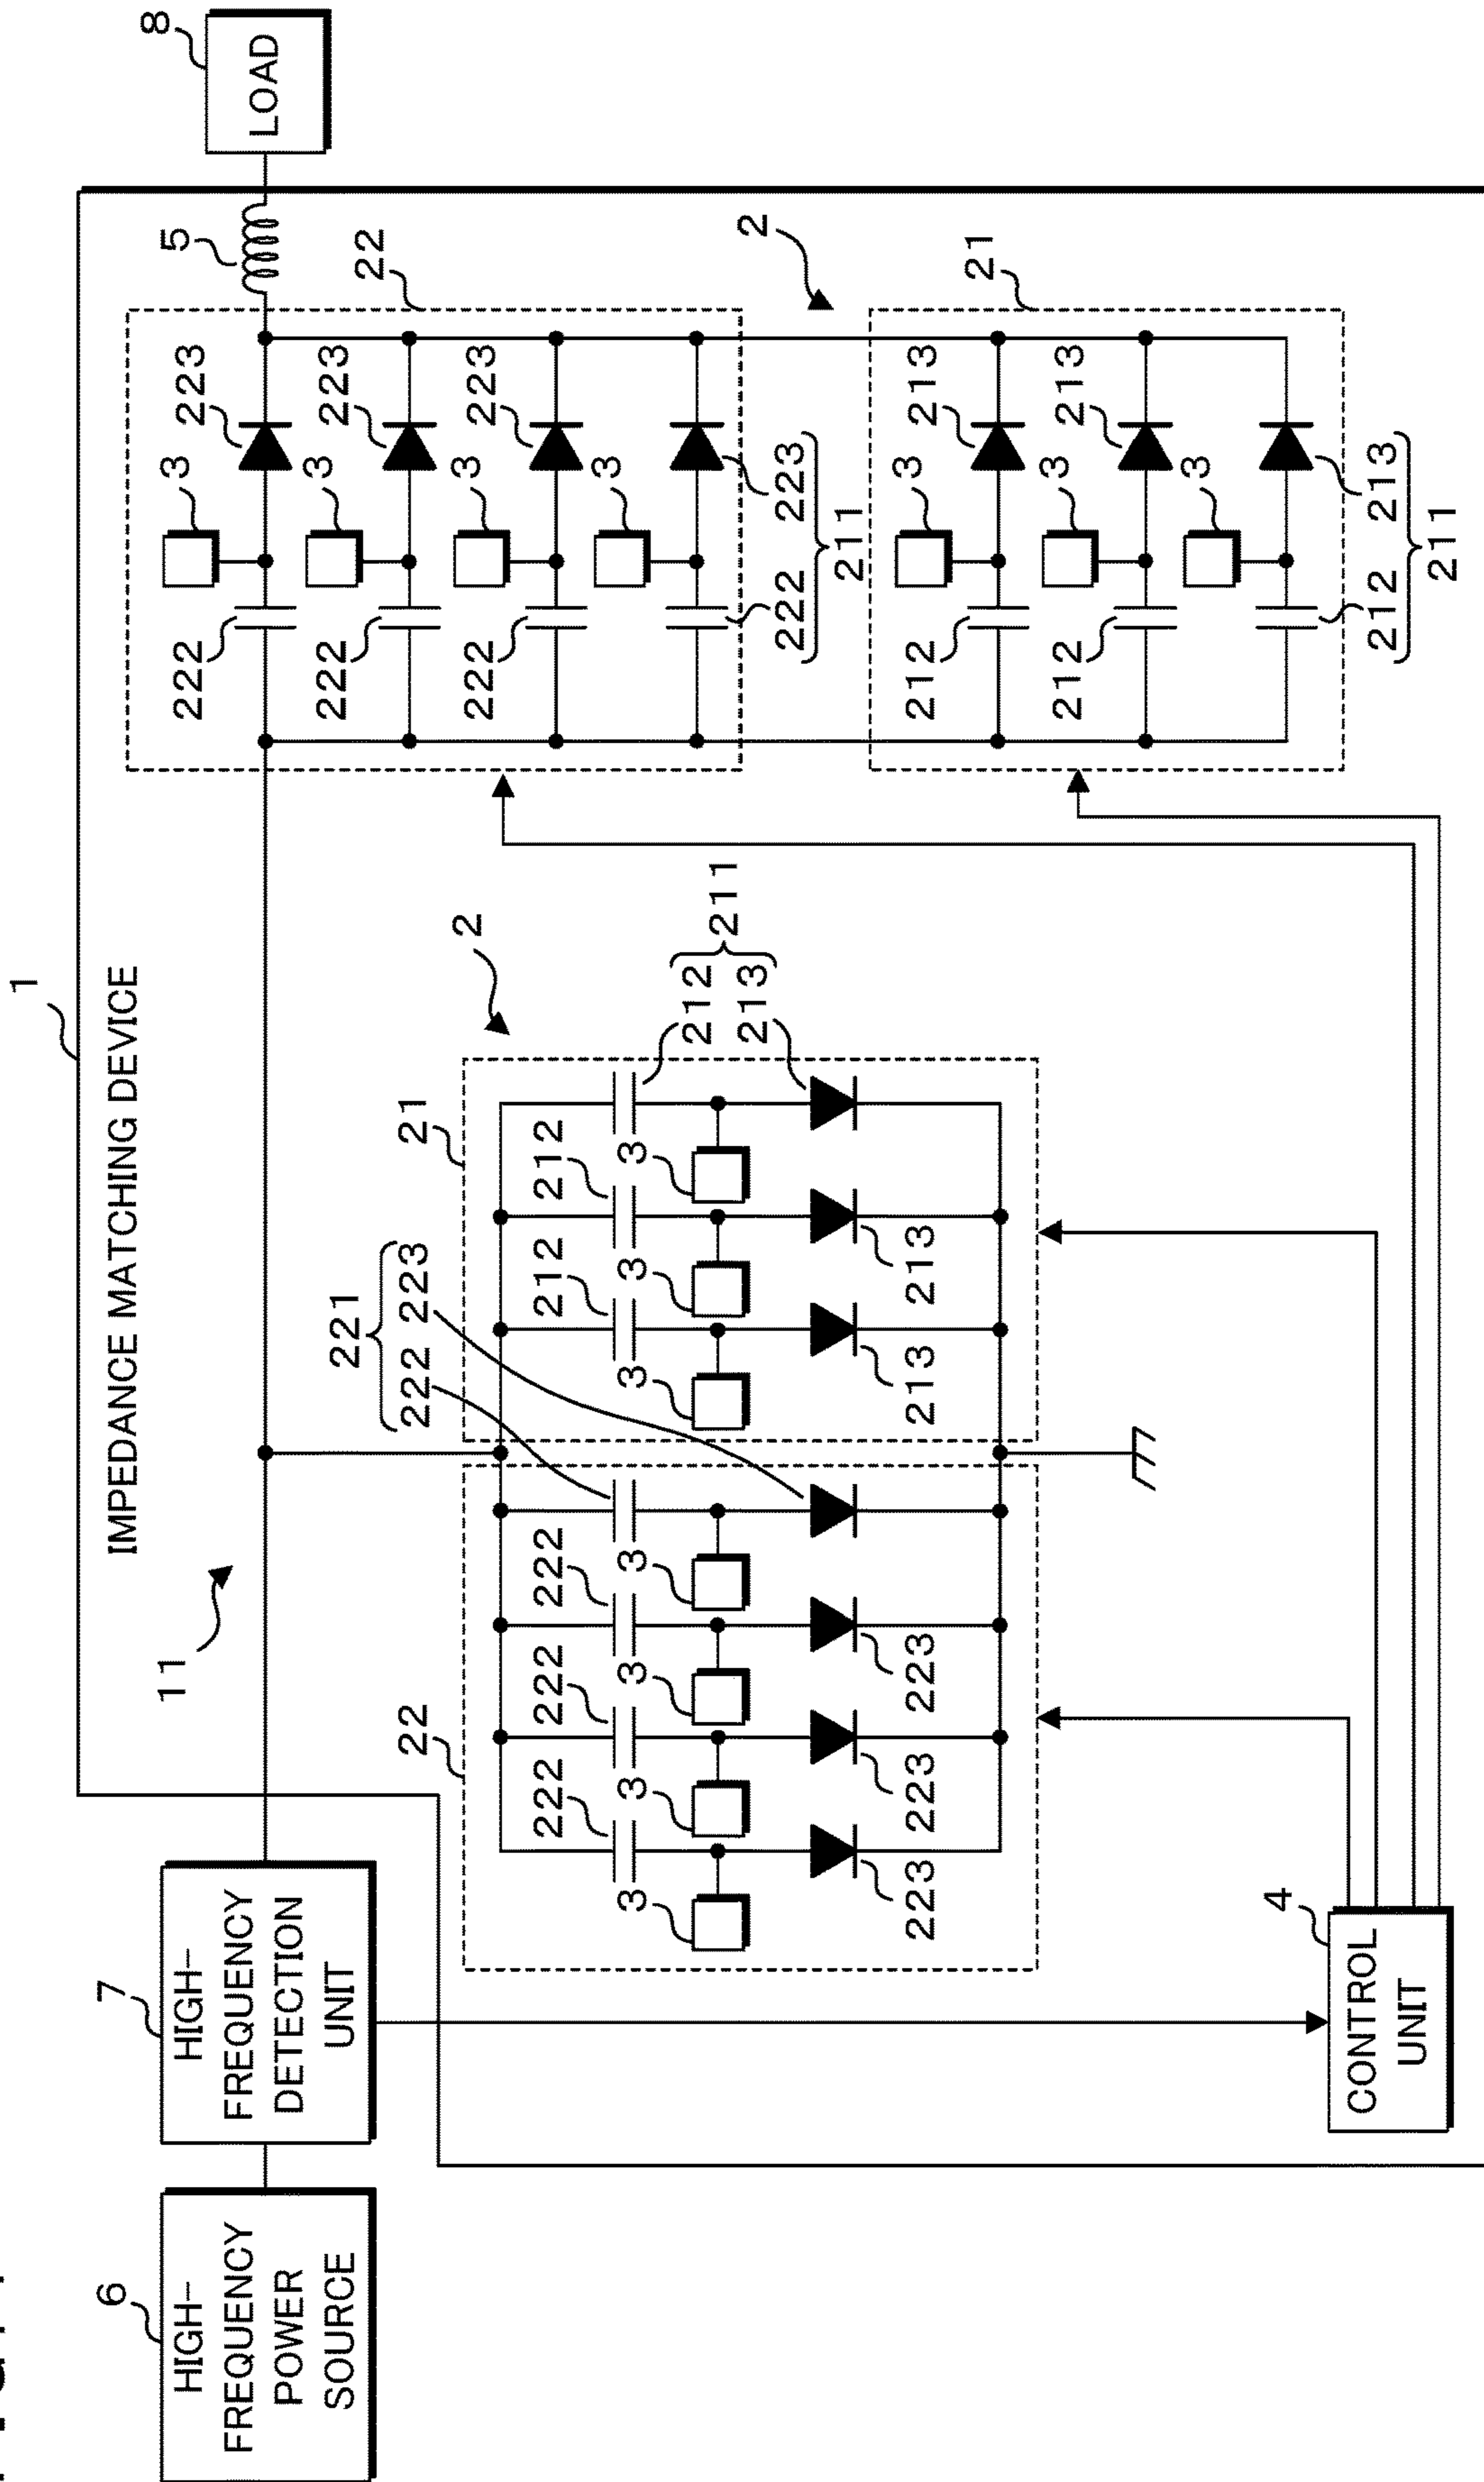 1
IMPEDANCE MATCHING DEVICE
6
HIGH-
FREQUENCY
POWER
SOURCE
7
HIGH-
FREQUENCY
DETECTION
UNIT
11
8
LOAD
5
22
221
222 223
21
2
222 222 222 212 212
212
213
211
3 3 3 3 3 3 3
223 223 223 213 213
22
3
222 223
3
222 223
3
222 223
3
222 223
211
2
21
3
212 213
3
212 213
3
212 213
211
4
CONTROL
UNIT